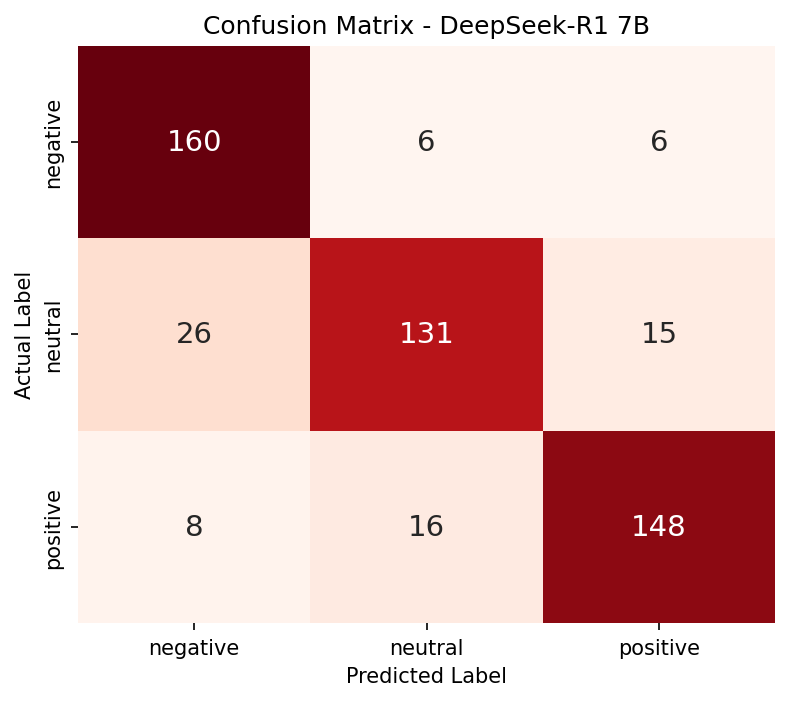 Confusion Matrix - DeepSeek-R1 7B
Actual Label
negative
160
6
6
neutral
26
131
15
positive
8
16
148
negative
neutral
positive
Predicted Label